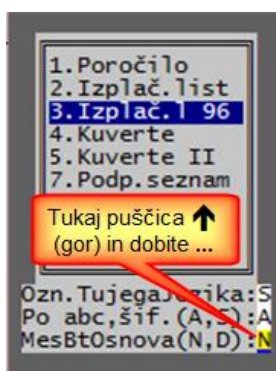 1.Poročilo
2.Izplač.list
3.Izplač.l 96
4.Kuverte
5.Kuverte II
7.Podp.seznam
Tukaj puščica ↑
(gor) in dobite ...
Ozn.TujegaJezika:S
Po abc,šif.(A,S):A
MesBtOsnova(N,D):N